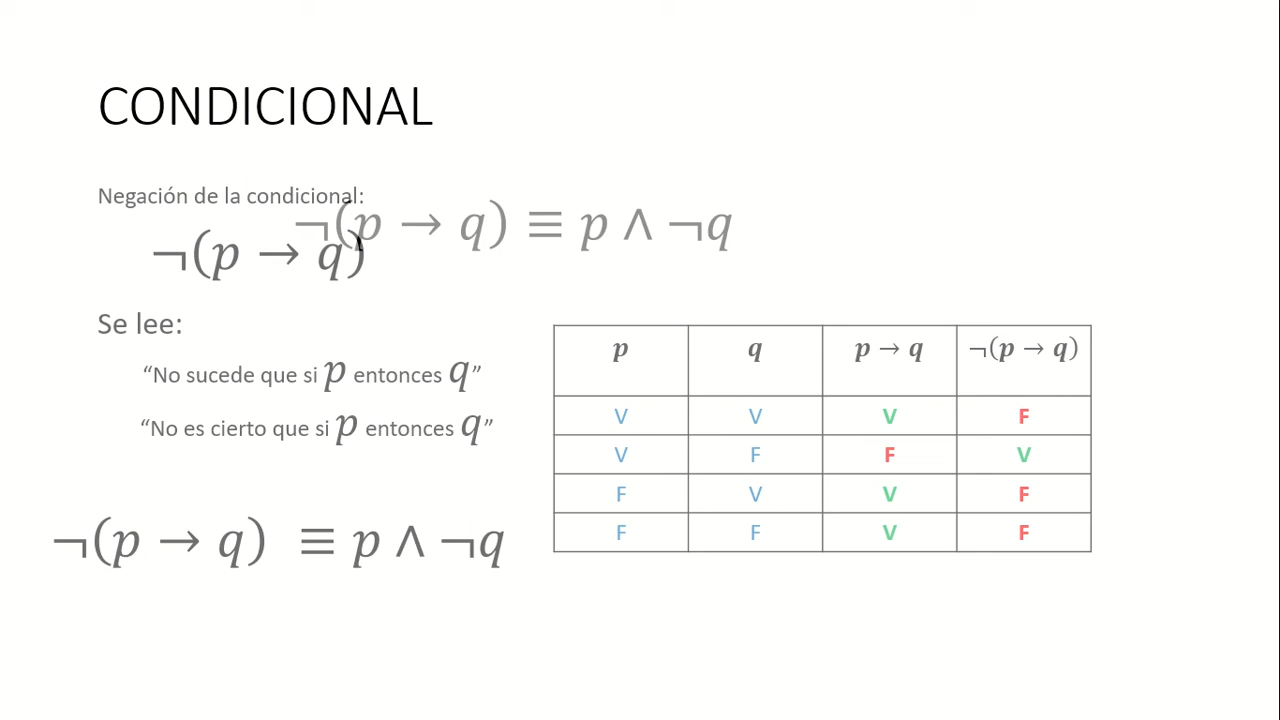 CONDICIONAL
Negación de la condicional:
¬(p → q) ≡ p ∧ ¬q
¬(p → q)
Se lee:
“No sucede que si p entonces q”
“No es cierto que si p entonces q”
¬(p → q) ≡ p ∧ ¬q
p q p → q ¬(p → q)
V V V F
V F F V
F V V F
F F V F